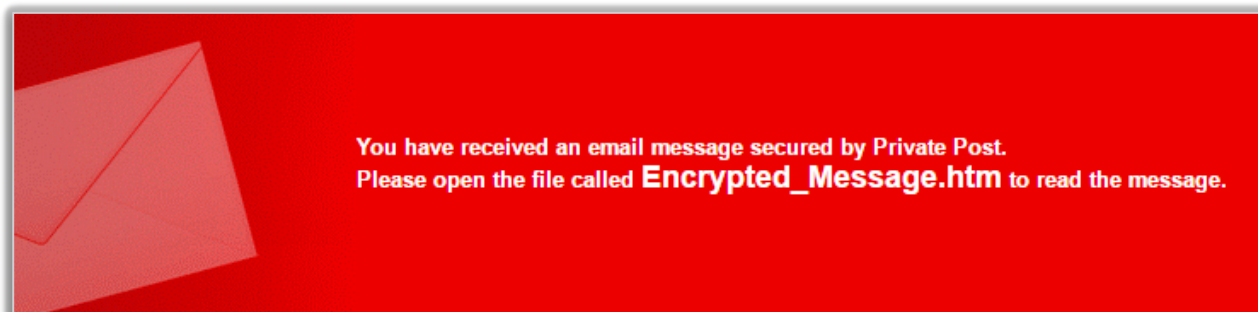 You have received an email message secured by Private Post.
Please open the file called Encrypted_Message.htm to read the message.